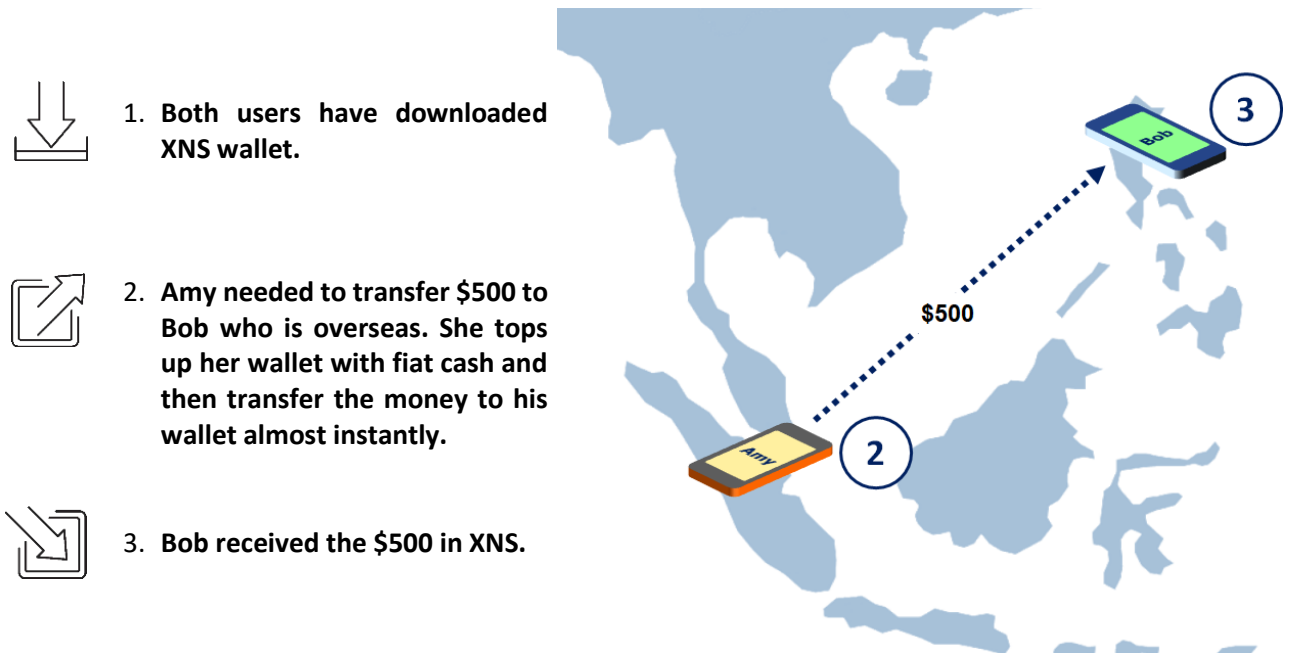 1. Both users have downloaded
XNS wallet.
2. Amy needed to transfer $500 to
Bob who is overseas. She tops
up her wallet with fiat cash and
then transfer the money to his
wallet almost instantly.
3. Bob received the $500 in XNS.
3
Bob
$500
Amy
2